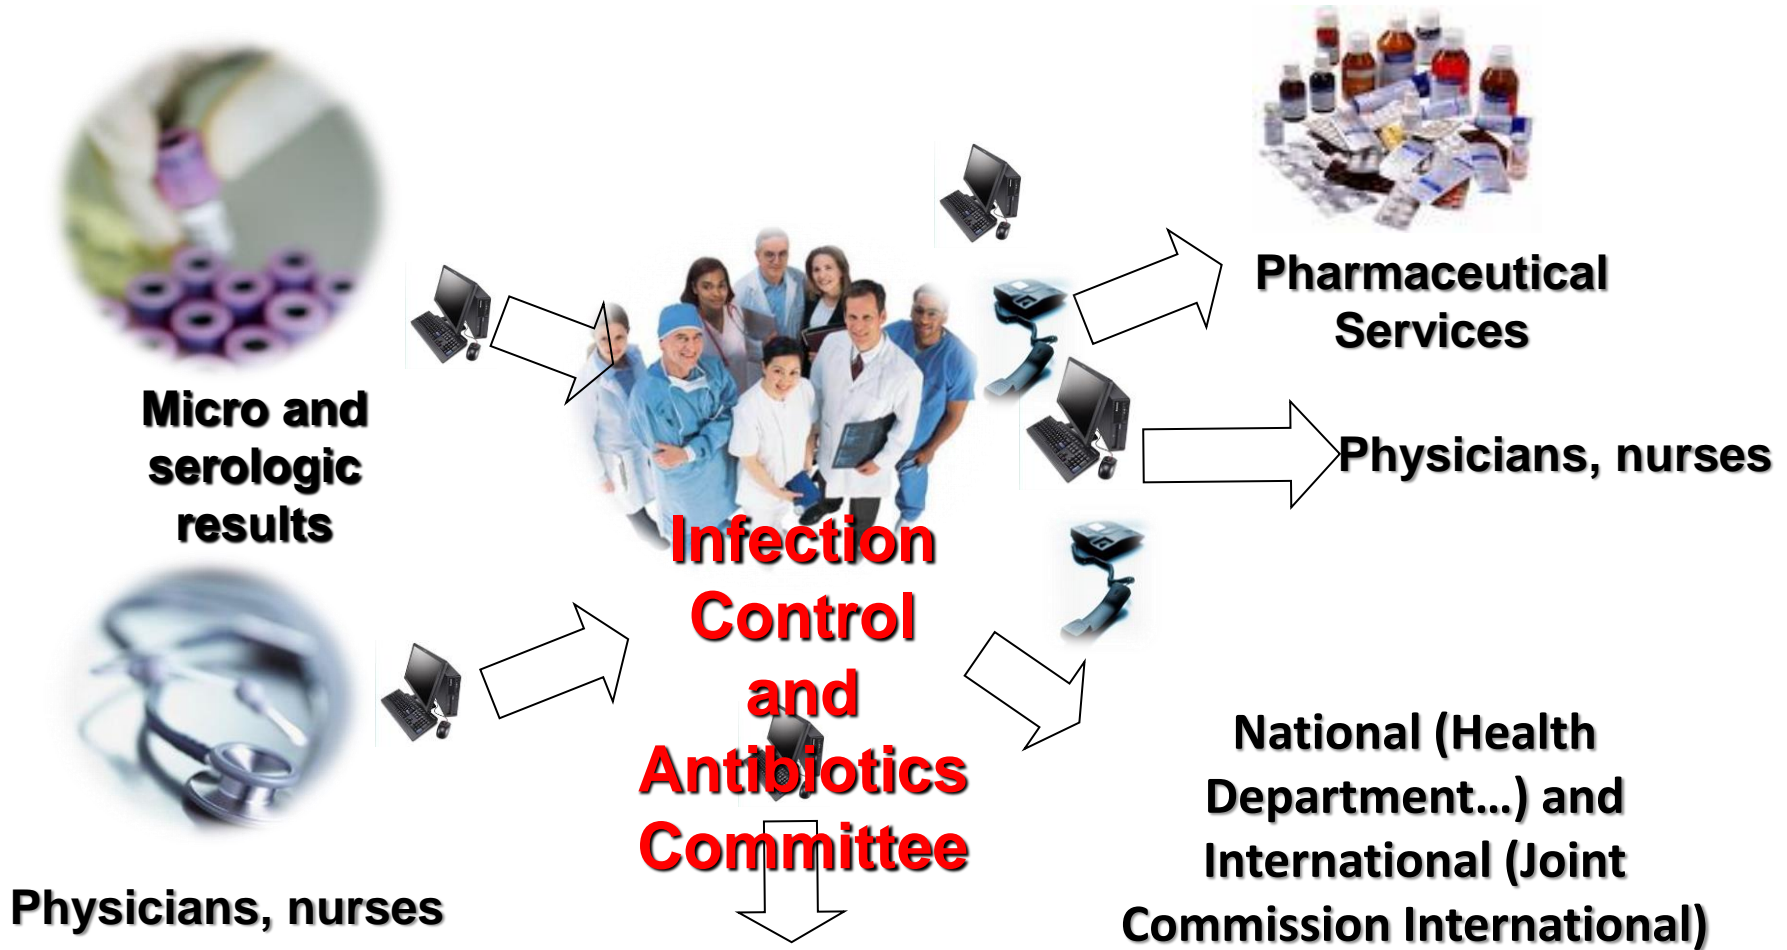 Micro and
serologic
results
Physicians, nurses
Infection
Control
and
Antibiotics
Committee
Pharmaceutical
Services
Physicians, nurses
National (Health
Department…) and
International (Joint
Commission International)